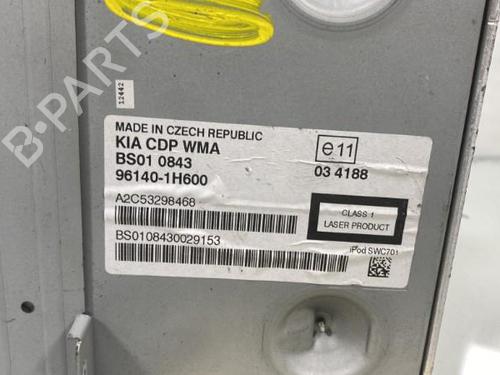 B-PARTS
12442
MADE IN CZECH REPUBLIC
KIA CDP WMA
BS01 0843
96140-1H600
e11
03 4188
A2C53298468
CLASS 1
LASER PRODUCT
BS0108430029153
iPod SWC701